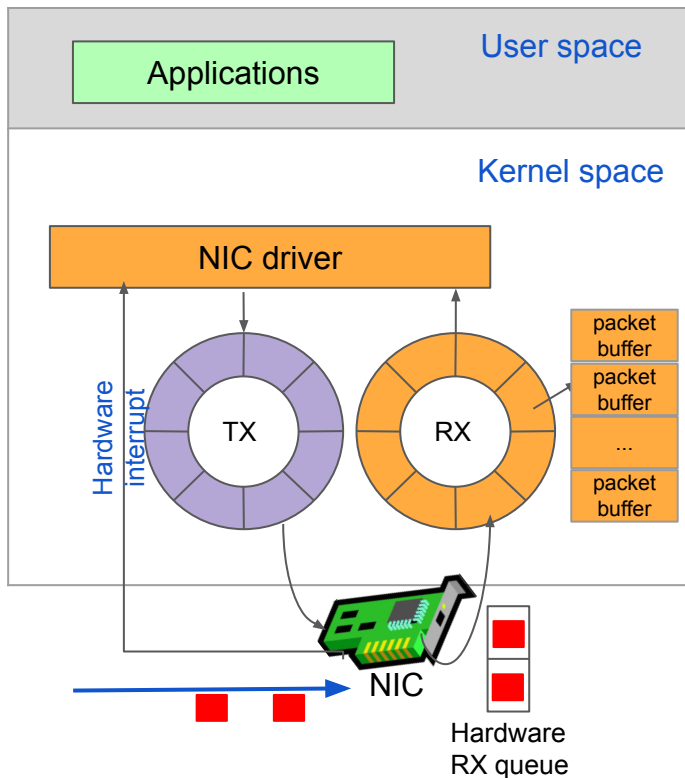 User space
Applications
Kernel space
NIC driver
packet
buffer
packet
buffer
...
packet
buffer
Hardware
interrupt
TX
RX
NIC
Hardware
RX queue